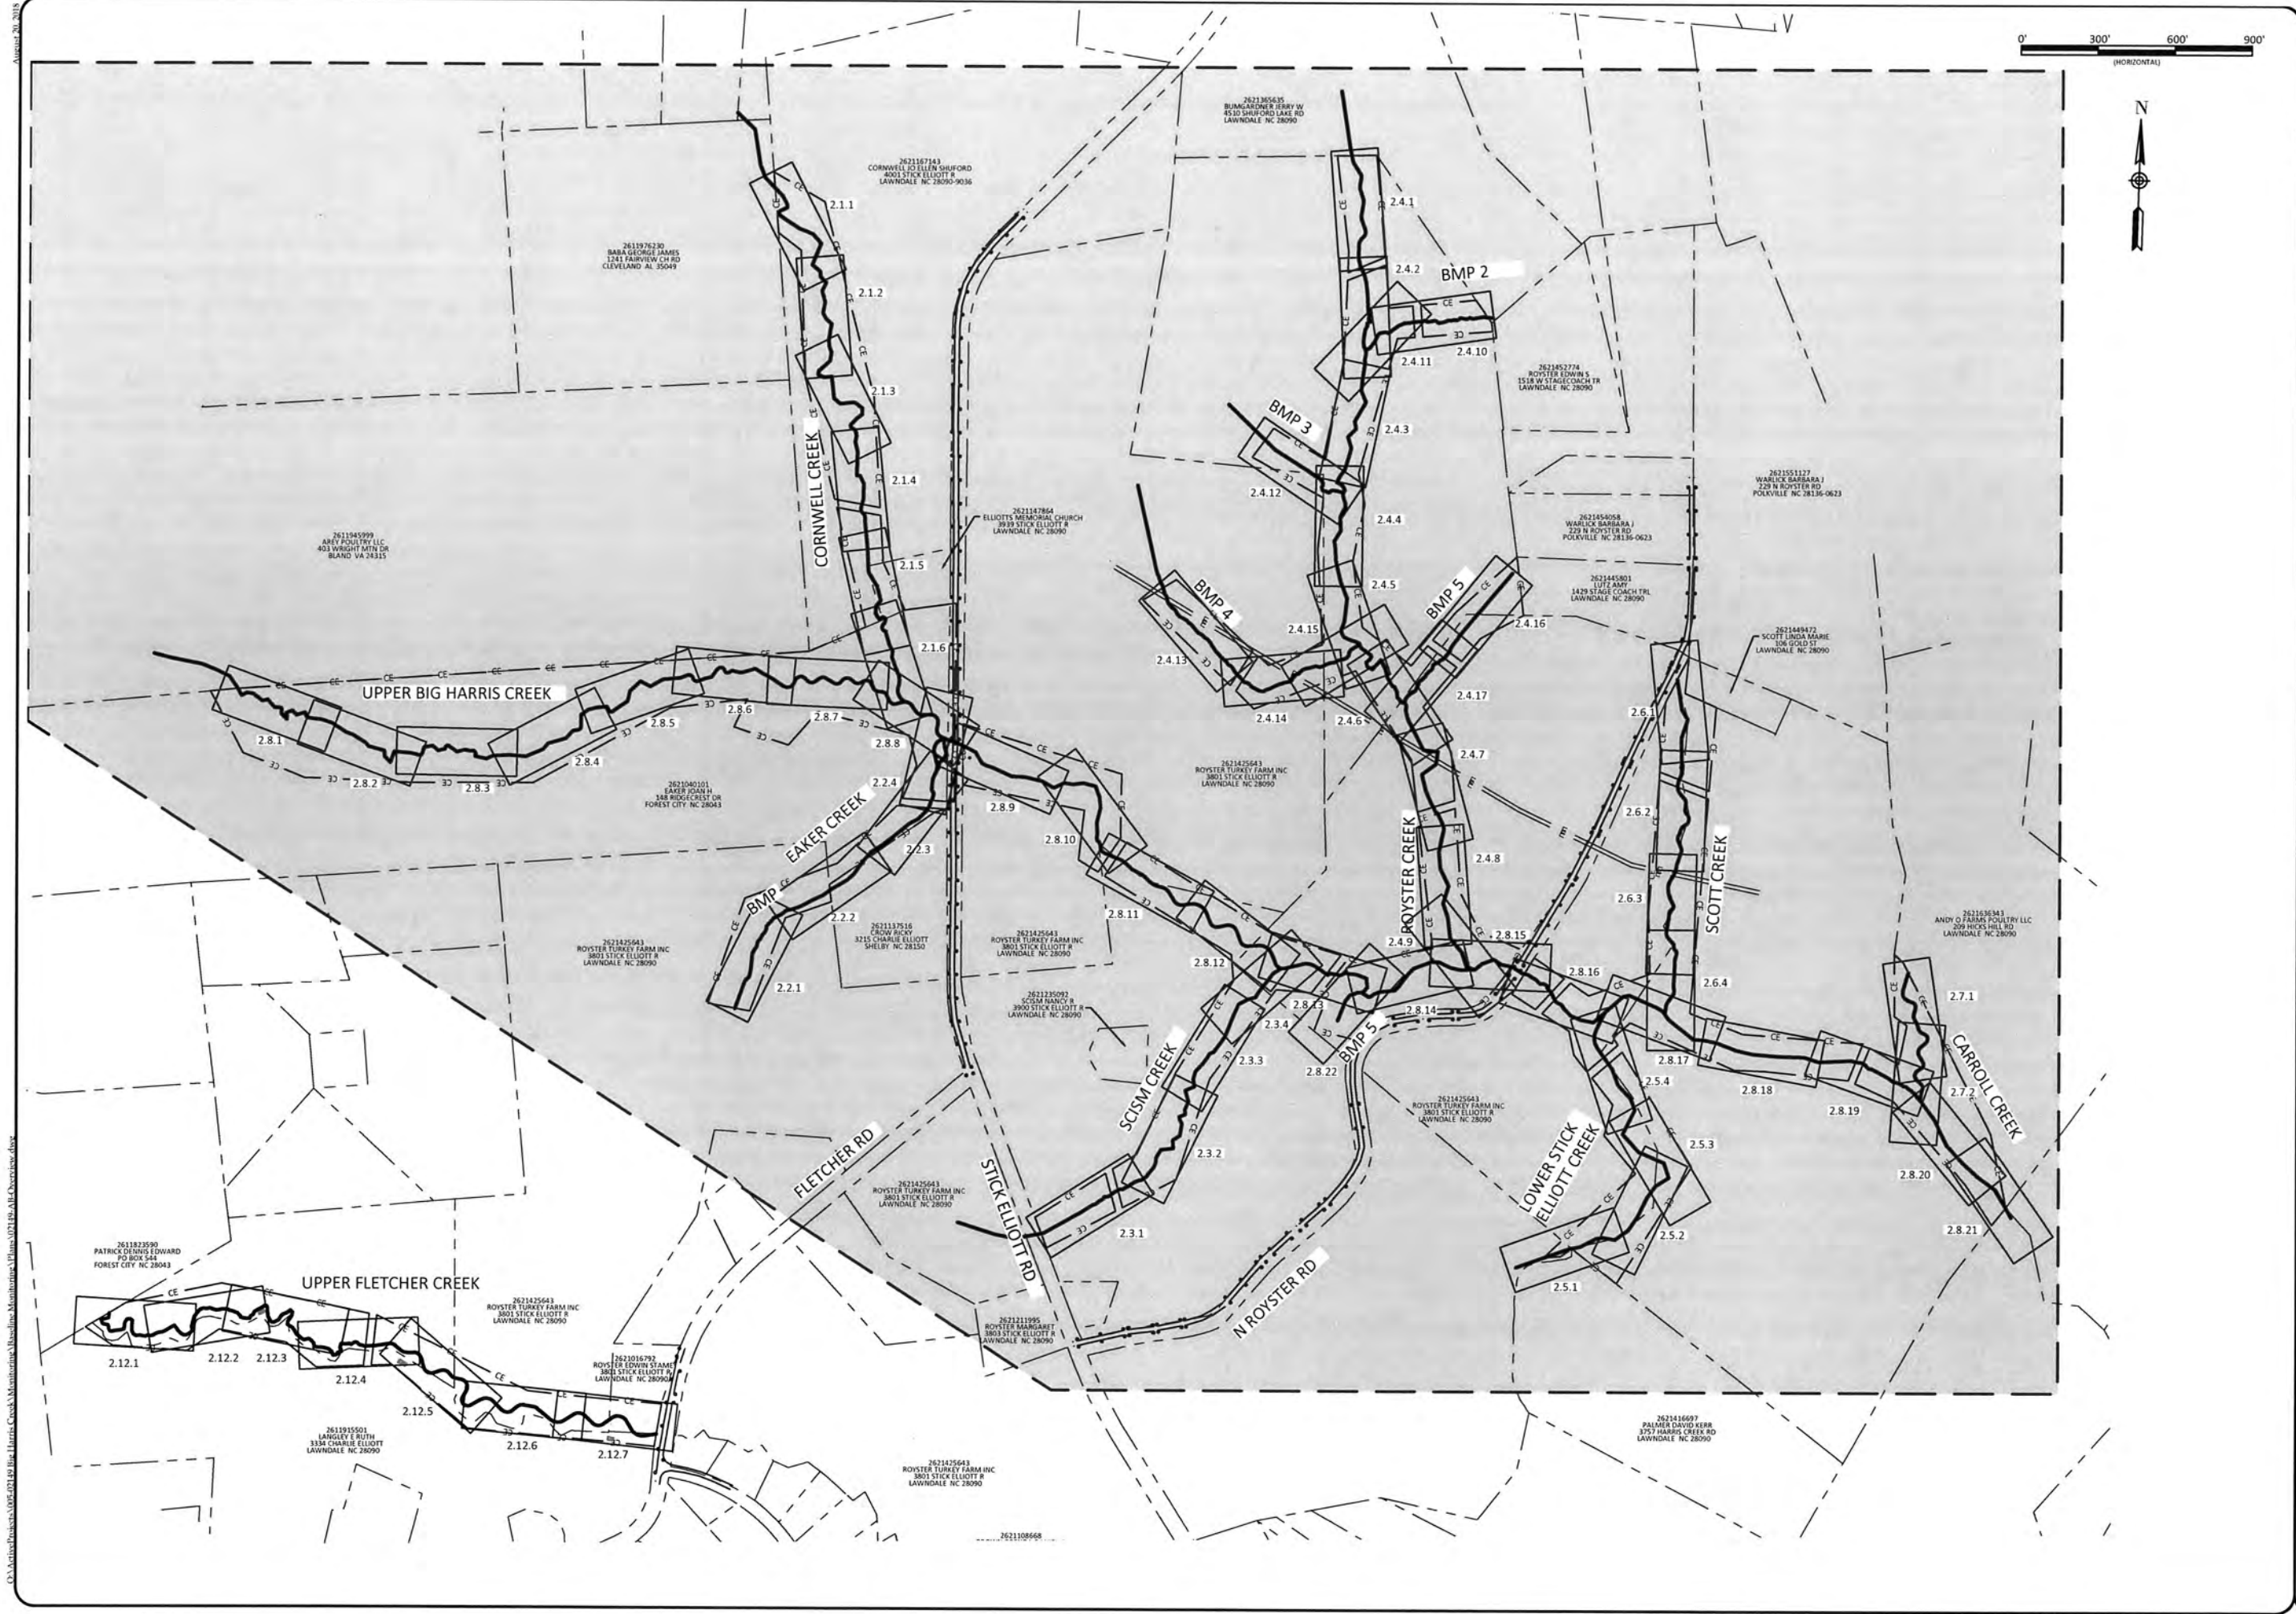 August 20, 2018
0' 300' 600' 900'
(HORIZONTAL)
N
2621365635
BUMGARDNER JERRY W
4510 SHUFORD LAKE RD
LAWNDALE NC 28090
2621167143
CORNWELL JO ELLEN SHUFORD
4001 STICK ELLIOTT R
LAWNDALE NC 28090-9036
2611976230
BABA GEORGE JAMES
1241 FAIRVIEW CH RD
CLEVELAND AL 35049
2.1.1
2.1.2
2.1.3
2.1.4
2.1.5
2.1.6
CORNWELL CREEK
2.4.1
2.4.2
BMP 2
2.4.10
2.4.11
2.4.3
BMP 3
2.4.12
2.4.4
2.4.5
2621452774
ROYSTER EDWIN S
1518 W STAGECOACH TR
LAWNDALE NC 28090
2621551127
WARLICK BARBARA J
229 N ROYSTER RD
POLKVILLE NC 28136-0623
2621454058
WARLICK BARBARA J
229 N ROYSTER RD
POLKVILLE NC 28136-0623
2621445801
LUTZ AMY
1429 STAGE COACH TRL
LAWNDALE NC 28090
2621449472
SCOTT LINDA MARIE
106 GOLD ST
LAWNDALE NC 28090
2611945999
AREY POULTRY LLC
403 WRIGHT MTN DR
BLAND VA 24315
2621147864
ELLIOTTS MEMORIAL CHURCH
3939 STICK ELLIOTT R
LAWNDALE NC 28090
BMP 4
BMP 5
2.4.13
2.4.14
2.4.15
2.4.16
2.4.17
2.4.6
2.4.7
2.4.8
2.4.9
ROYSTER CREEK
UPPER BIG HARRIS CREEK
2.8.1
2.8.2
2.8.3
2.8.4
2.8.5
2.8.6
2.8.7
2.8.8
2.8.9
2.8.10
2.8.11
2.8.12
2.8.13
2.8.14
2.8.15
2.8.16
2.8.17
2.8.18
2.8.19
2.8.20
2.8.21
2.8.22
BMP 5
2621040101
EAKER JOAN H
148 RIDGECREST DR
FOREST CITY NC 28043
EAKER CREEK
BMP
2.2.1
2.2.2
2.2.3
2.2.4
2621425643
ROYSTER TURKEY FARM INC
3801 STICK ELLIOTT R
LAWNDALE NC 28090
2621137516
CROW RICKY
3215 CHARLIE ELLIOTT
SHELBY NC 28150
2621425643
ROYSTER TURKEY FARM INC
3801 STICK ELLIOTT R
LAWNDALE NC 28090
2621425643
ROYSTER TURKEY FARM INC
3801 STICK ELLIOTT R
LAWNDALE NC 28090
2621235092
SCISM NANCY R
3900 STICK ELLIOTT R
LAWNDALE NC 28090
2.6.1
2.6.2
2.6.3
2.6.4
SCOTT CREEK
2621636343
ANDY O FARMS POULTRY LLC
209 HICKS HILL RD
LAWNDALE NC 28090
2.7.1
2.7.2
CARROLL CREEK
SCISM CREEK
2.3.1
2.3.2
2.3.3
2.3.4
2621425643
ROYSTER TURKEY FARM INC
3801 STICK ELLIOTT R
LAWNDALE NC 28090
LOWER STICK
ELLIOTT CREEK
2.5.1
2.5.2
2.5.3
2.5.4
FLETCHER RD
STICK ELLIOTT RD
N ROYSTER RD
2621425643
ROYSTER TURKEY FARM INC
3801 STICK ELLIOTT R
LAWNDALE NC 28090
2621211995
ROYSTER MARGARET
3803 STICK ELLIOTT R
LAWNDALE NC 28090
2611823590
PATRICK DENNIS EDWARD
PO BOX 544
FOREST CITY NC 28043
UPPER FLETCHER CREEK
2621425643
ROYSTER TURKEY FARM INC
3801 STICK ELLIOTT R
LAWNDALE NC 28090
2621016792
ROYSTER EDWIN STAME
3801 STICK ELLIOTT R
LAWNDALE NC 28090
2.12.1
2.12.2
2.12.3
2.12.4
2.12.5
2.12.6
2.12.7
2611915501
LANGLEY E RUTH
3334 CHARLIE ELLIOTT
LAWNDALE NC 28090
2621425643
ROYSTER TURKEY FARM INC
3801 STICK ELLIOTT R
LAWNDALE NC 28090
2621416697
PALMER DAVID KERR
3757 HARRIS CREEK RD
LAWNDALE NC 28090
2621108668